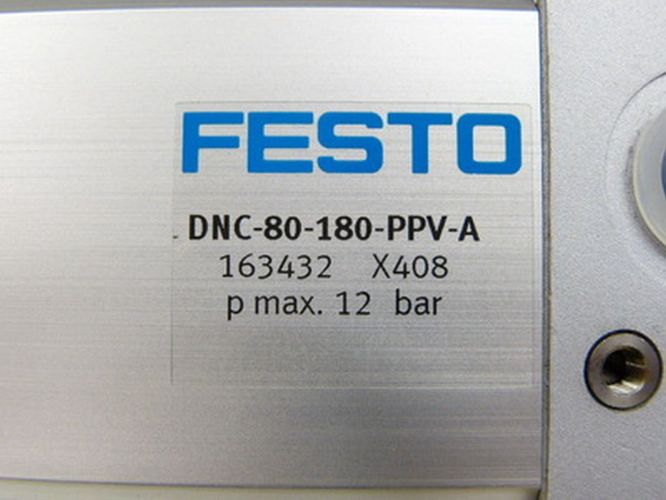 FESTO
DNC-80-180-PPV-A
163432 X408
p max. 12 bar